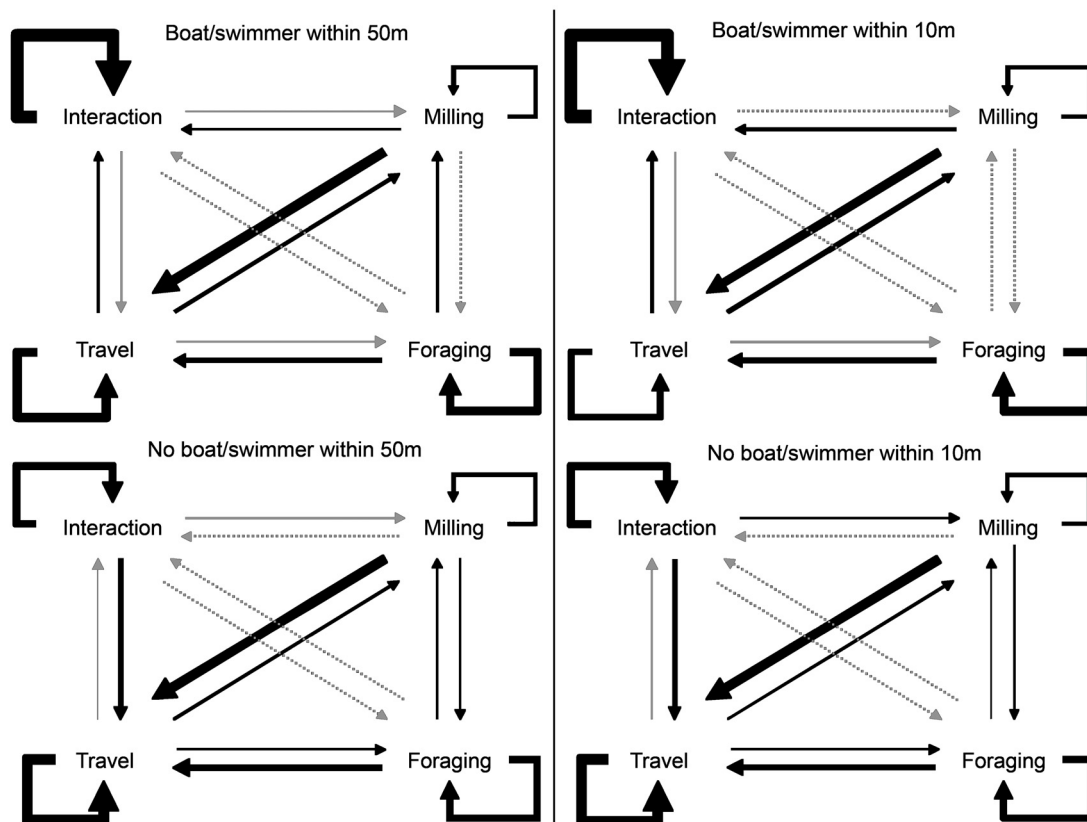 Boat/swimmer within 50m
Interaction
Milling
Travel
Foraging
Boat/swimmer within 10m
Interaction
Milling
Travel
Foraging
No boat/swimmer within 50m
Interaction
Milling
Travel
Foraging
No boat/swimmer within 10m
Interaction
Milling
Travel
Foraging